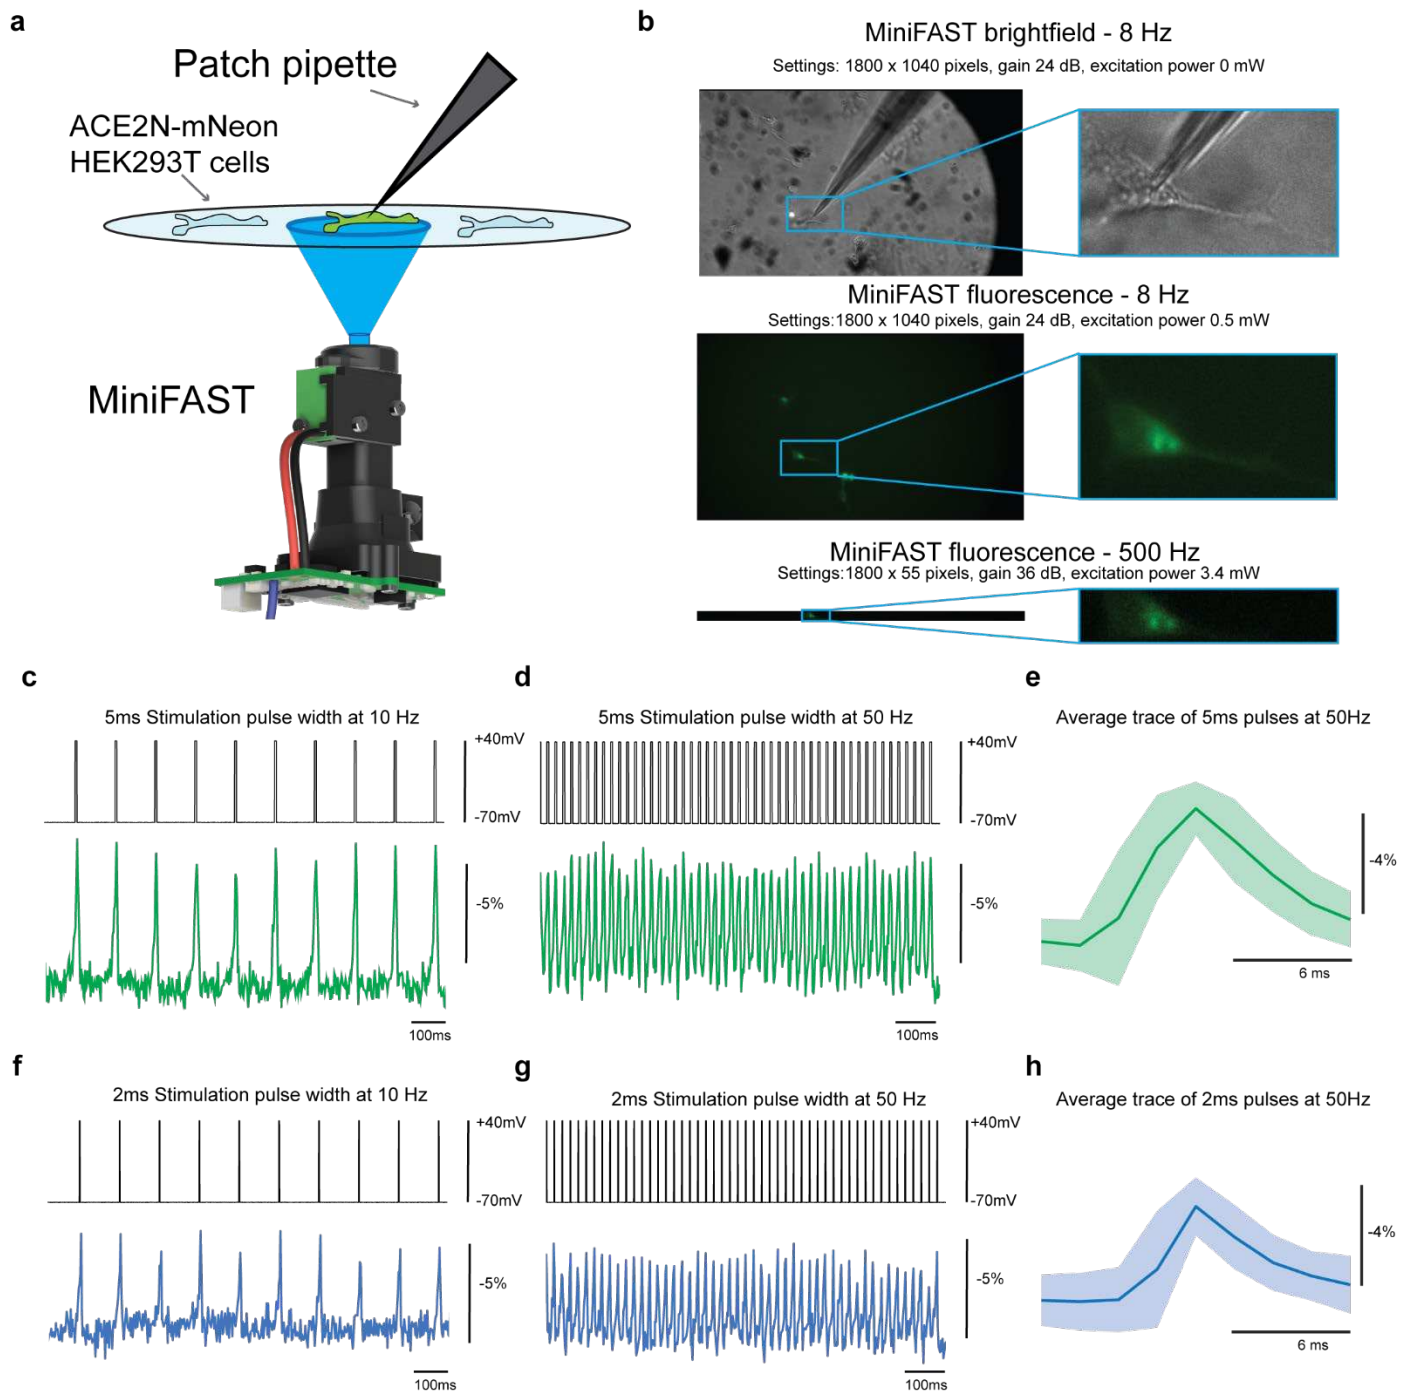 a
Patch pipette
ACE2N-mNeon
HEK293T cells
MiniFAST
b
MiniFAST brightfield - 8 Hz
Settings: 1800 x 1040 pixels, gain 24 dB, excitation power 0 mW
MiniFAST fluorescence - 8 Hz
Settings:1800 x 1040 pixels, gain 24 dB, excitation power 0.5 mW
MiniFAST fluorescence - 500 Hz
Settings:1800 x 55 pixels, gain 36 dB, excitation power 3.4 mW
c
5ms Stimulation pulse width at 10 Hz
+40mV
-70mV
-5%
100ms
d
5ms Stimulation pulse width at 50 Hz
+40mV
-70mV
-5%
100ms
e
Average trace of 5ms pulses at 50Hz
-4%
6 ms
f
2ms Stimulation pulse width at 10 Hz
+40mV
-70mV
-5%
100ms
g
2ms Stimulation pulse width at 50 Hz
+40mV
-70mV
-5%
100ms
h
Average trace of 2ms pulses at 50Hz
-4%
6 ms